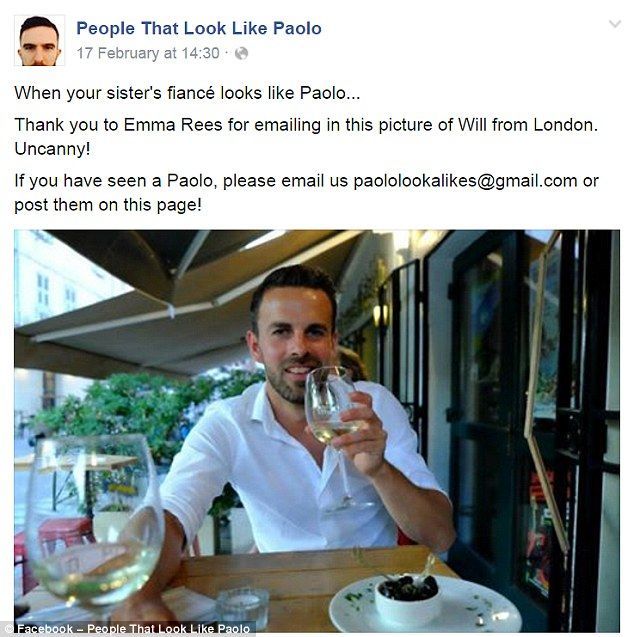 People That Look Like Paolo
17 February at 14:30 ·
When your sister's fiancé looks like Paolo...
Thank you to Emma Rees for emailing in this picture of Will from London.
Uncanny!
If you have seen a Paolo, please email us paololookalikes@gmail.com or
post them on this page!
© Facebook – People That Look Like Paolo